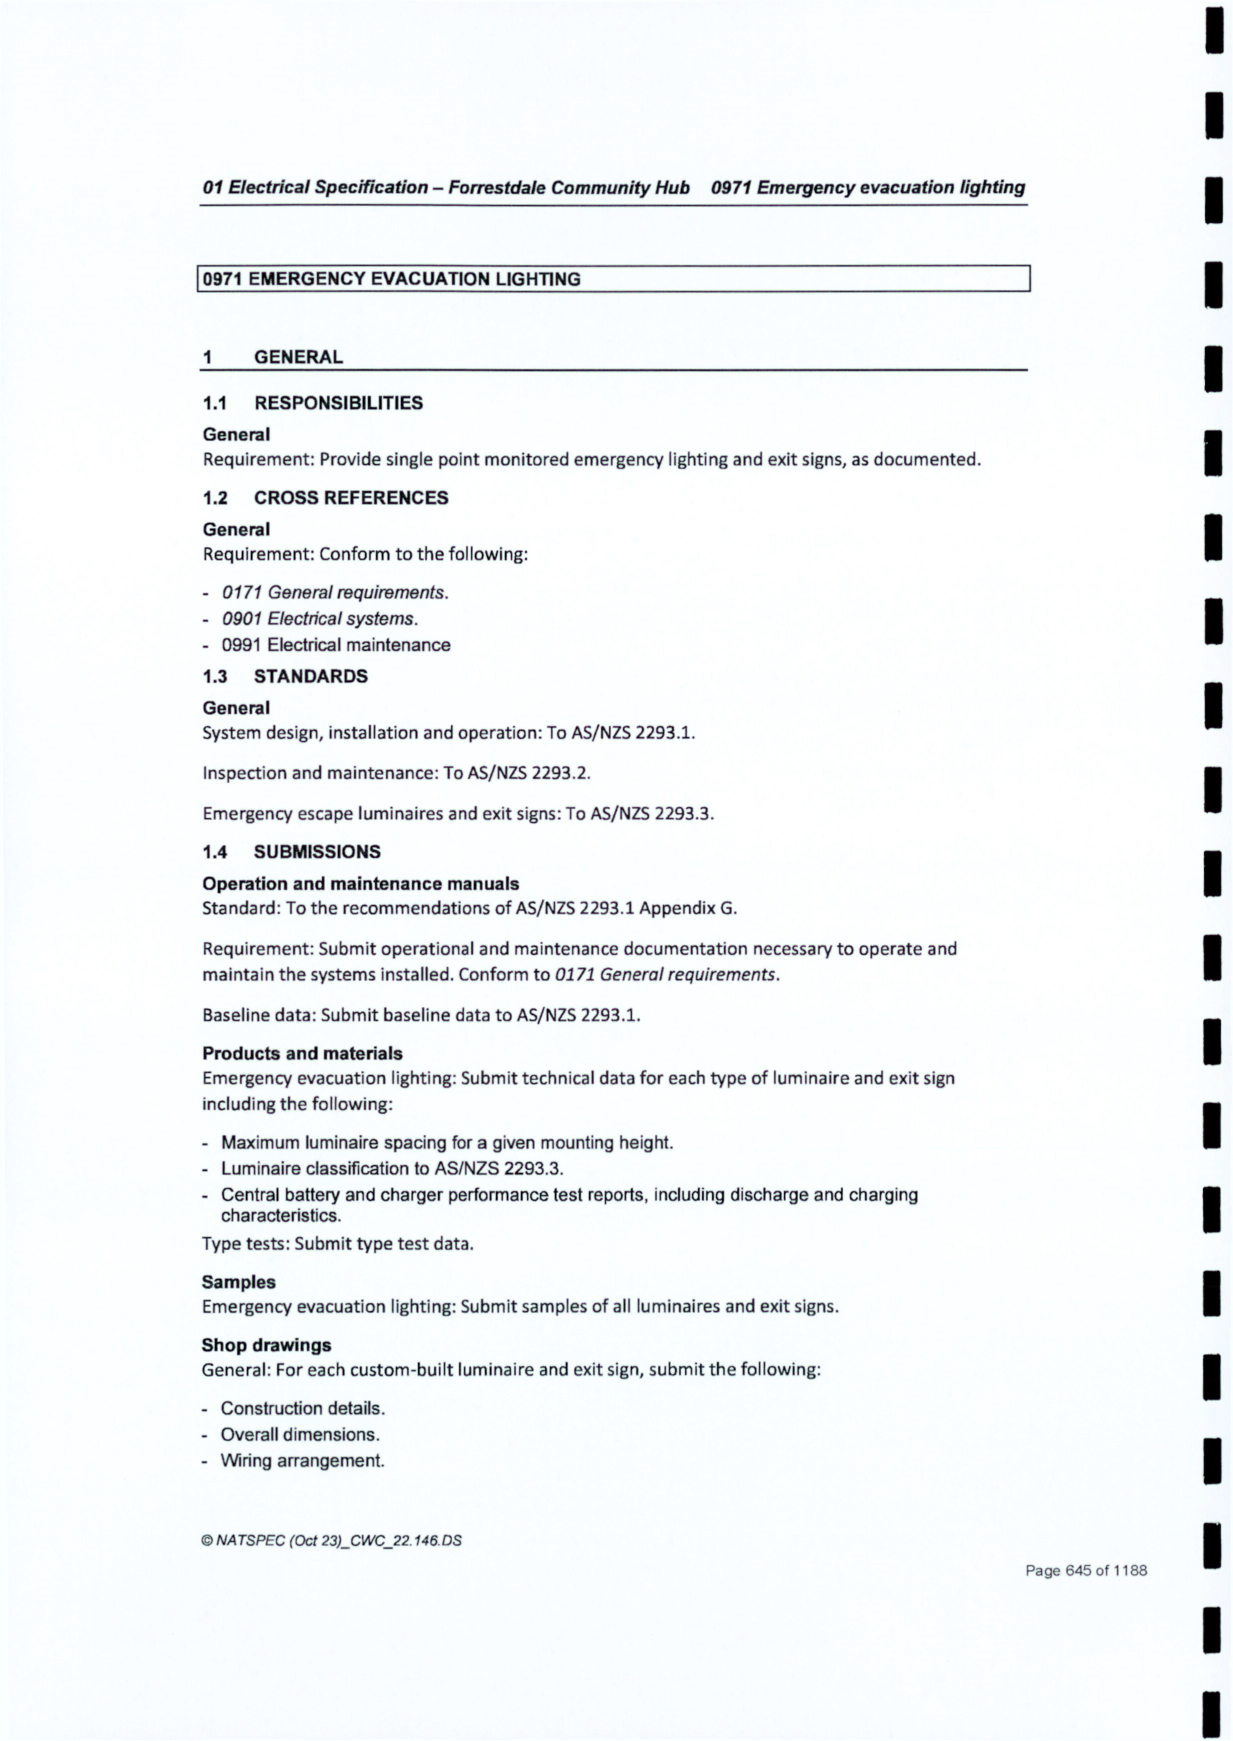 01 Electrical Specification – Forrestdale Community Hub 0971 Emergency evacuation lighting
0971 EMERGENCY EVACUATION LIGHTING
1 GENERAL
1.1 RESPONSIBILITIES
General
Requirement: Provide single point monitored emergency lighting and exit signs, as documented.
1.2 CROSS REFERENCES
General
Requirement: Conform to the following:
- 0171 General requirements.
- 0901 Electrical systems.
- 0991 Electrical maintenance
1.3 STANDARDS
General
System design, installation and operation: To AS/NZS 2293.1.
Inspection and maintenance: To AS/NZS 2293.2.
Emergency escape luminaires and exit signs: To AS/NZS 2293.3.
1.4 SUBMISSIONS
Operation and maintenance manuals
Standard: To the recommendations of AS/NZS 2293.1 Appendix G.
Requirement: Submit operational and maintenance documentation necessary to operate and
maintain the systems installed. Conform to 0171 General requirements.
Baseline data: Submit baseline data to AS/NZS 2293.1.
Products and materials
Emergency evacuation lighting: Submit technical data for each type of luminaire and exit sign
including the following:
- Maximum luminaire spacing for a given mounting height.
- Luminaire classification to AS/NZS 2293.3.
- Central battery and charger performance test reports, including discharge and charging
characteristics.
Type tests: Submit type test data.
Samples
Emergency evacuation lighting: Submit samples of all luminaires and exit signs.
Shop drawings
General: For each custom-built luminaire and exit sign, submit the following:
- Construction details.
- Overall dimensions.
- Wiring arrangement.
© NATSPEC (Oct 23)_CWC_22.146.DS
Page 645 of 1188